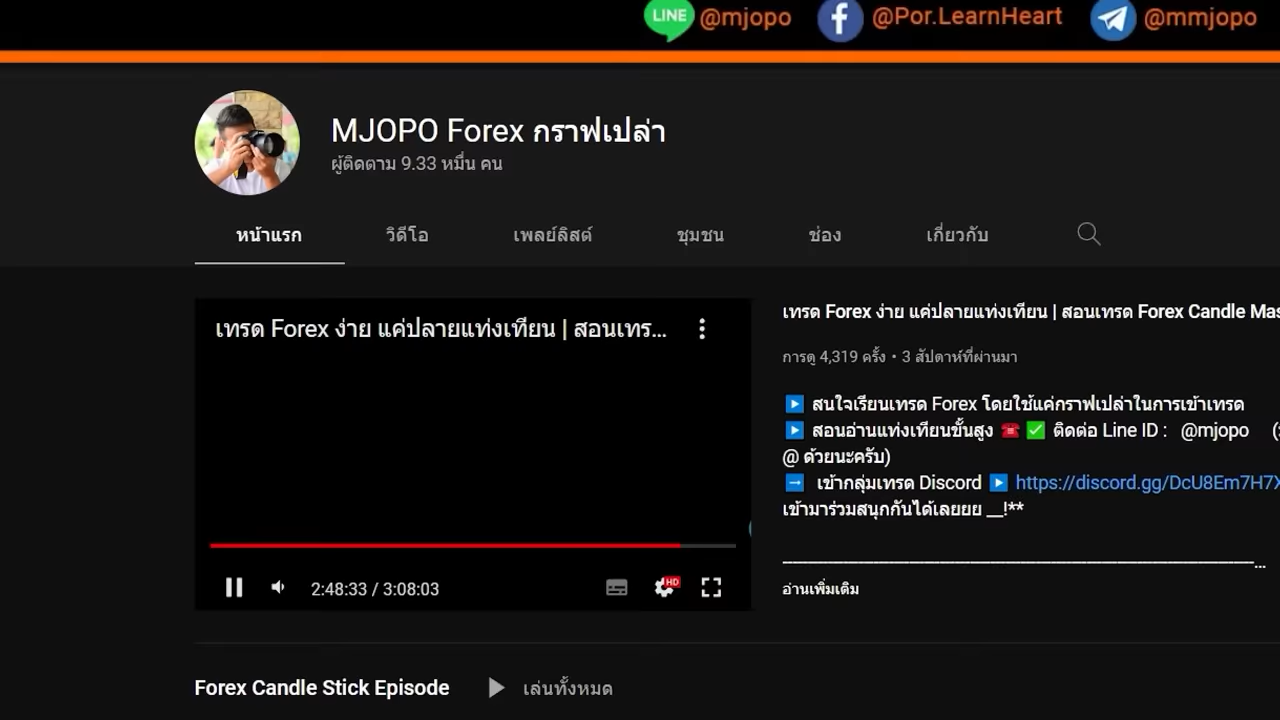 LINE @mjopo @Por.LearnHeart @mmjopo
MJOPO Forex กราฟเปล่า
ผู้ติดตาม 9.33 หมื่น คน
หน้าแรก วิดีโอ เพลย์ลิสต์ ชุมชน ช่อง เกี่ยวกับ
เทรด Forex ง่าย แค่ปลายแท่งเทียน | สอนเทร...
เทรด Forex ง่าย แค่ปลายแท่งเทียน | สอนเทรด Forex Candle Mas
การดู 4,319 ครั้ง • 3 สัปดาห์ที่ผ่านมา
▶ สนใจเรียนเทรด Forex โดยใช้แค่กราฟเปล่าในการเข้าเทรด
▶ สอนอ่านแท่งเทียนขั้นสูง ☎️ ✅ ติดต่อ Line ID : @mjopo
@ ด้วยนะครับ)
➡ เข้ากลุ่มเทรด Discord ▶ https://discord.gg/DcU8Em7H7X
เข้ามาร่วมสนุกกันได้เลยยย __!**
อ่านเพิ่มเติม
2:48:33 / 3:08:03
HD
Forex Candle Stick Episode ▶ เล่นทั้งหมด